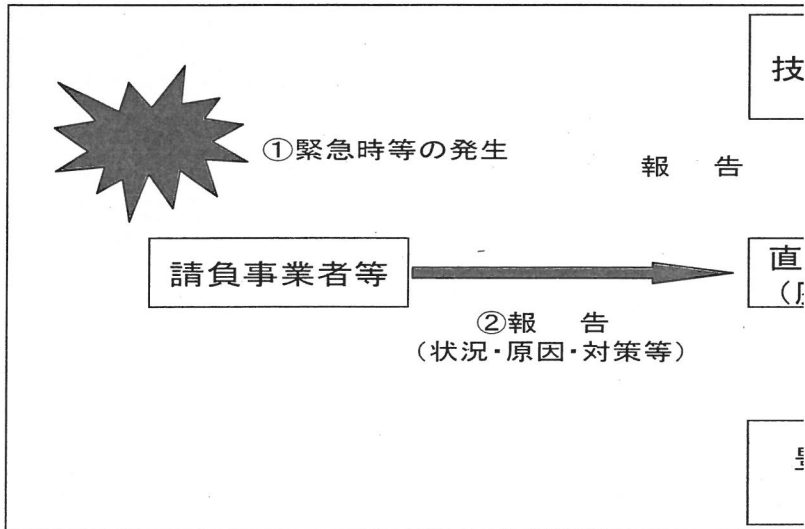 技
①緊急時等の発生
報　告
請負事業者等
直
②報　告
（状況・原因・対策等）